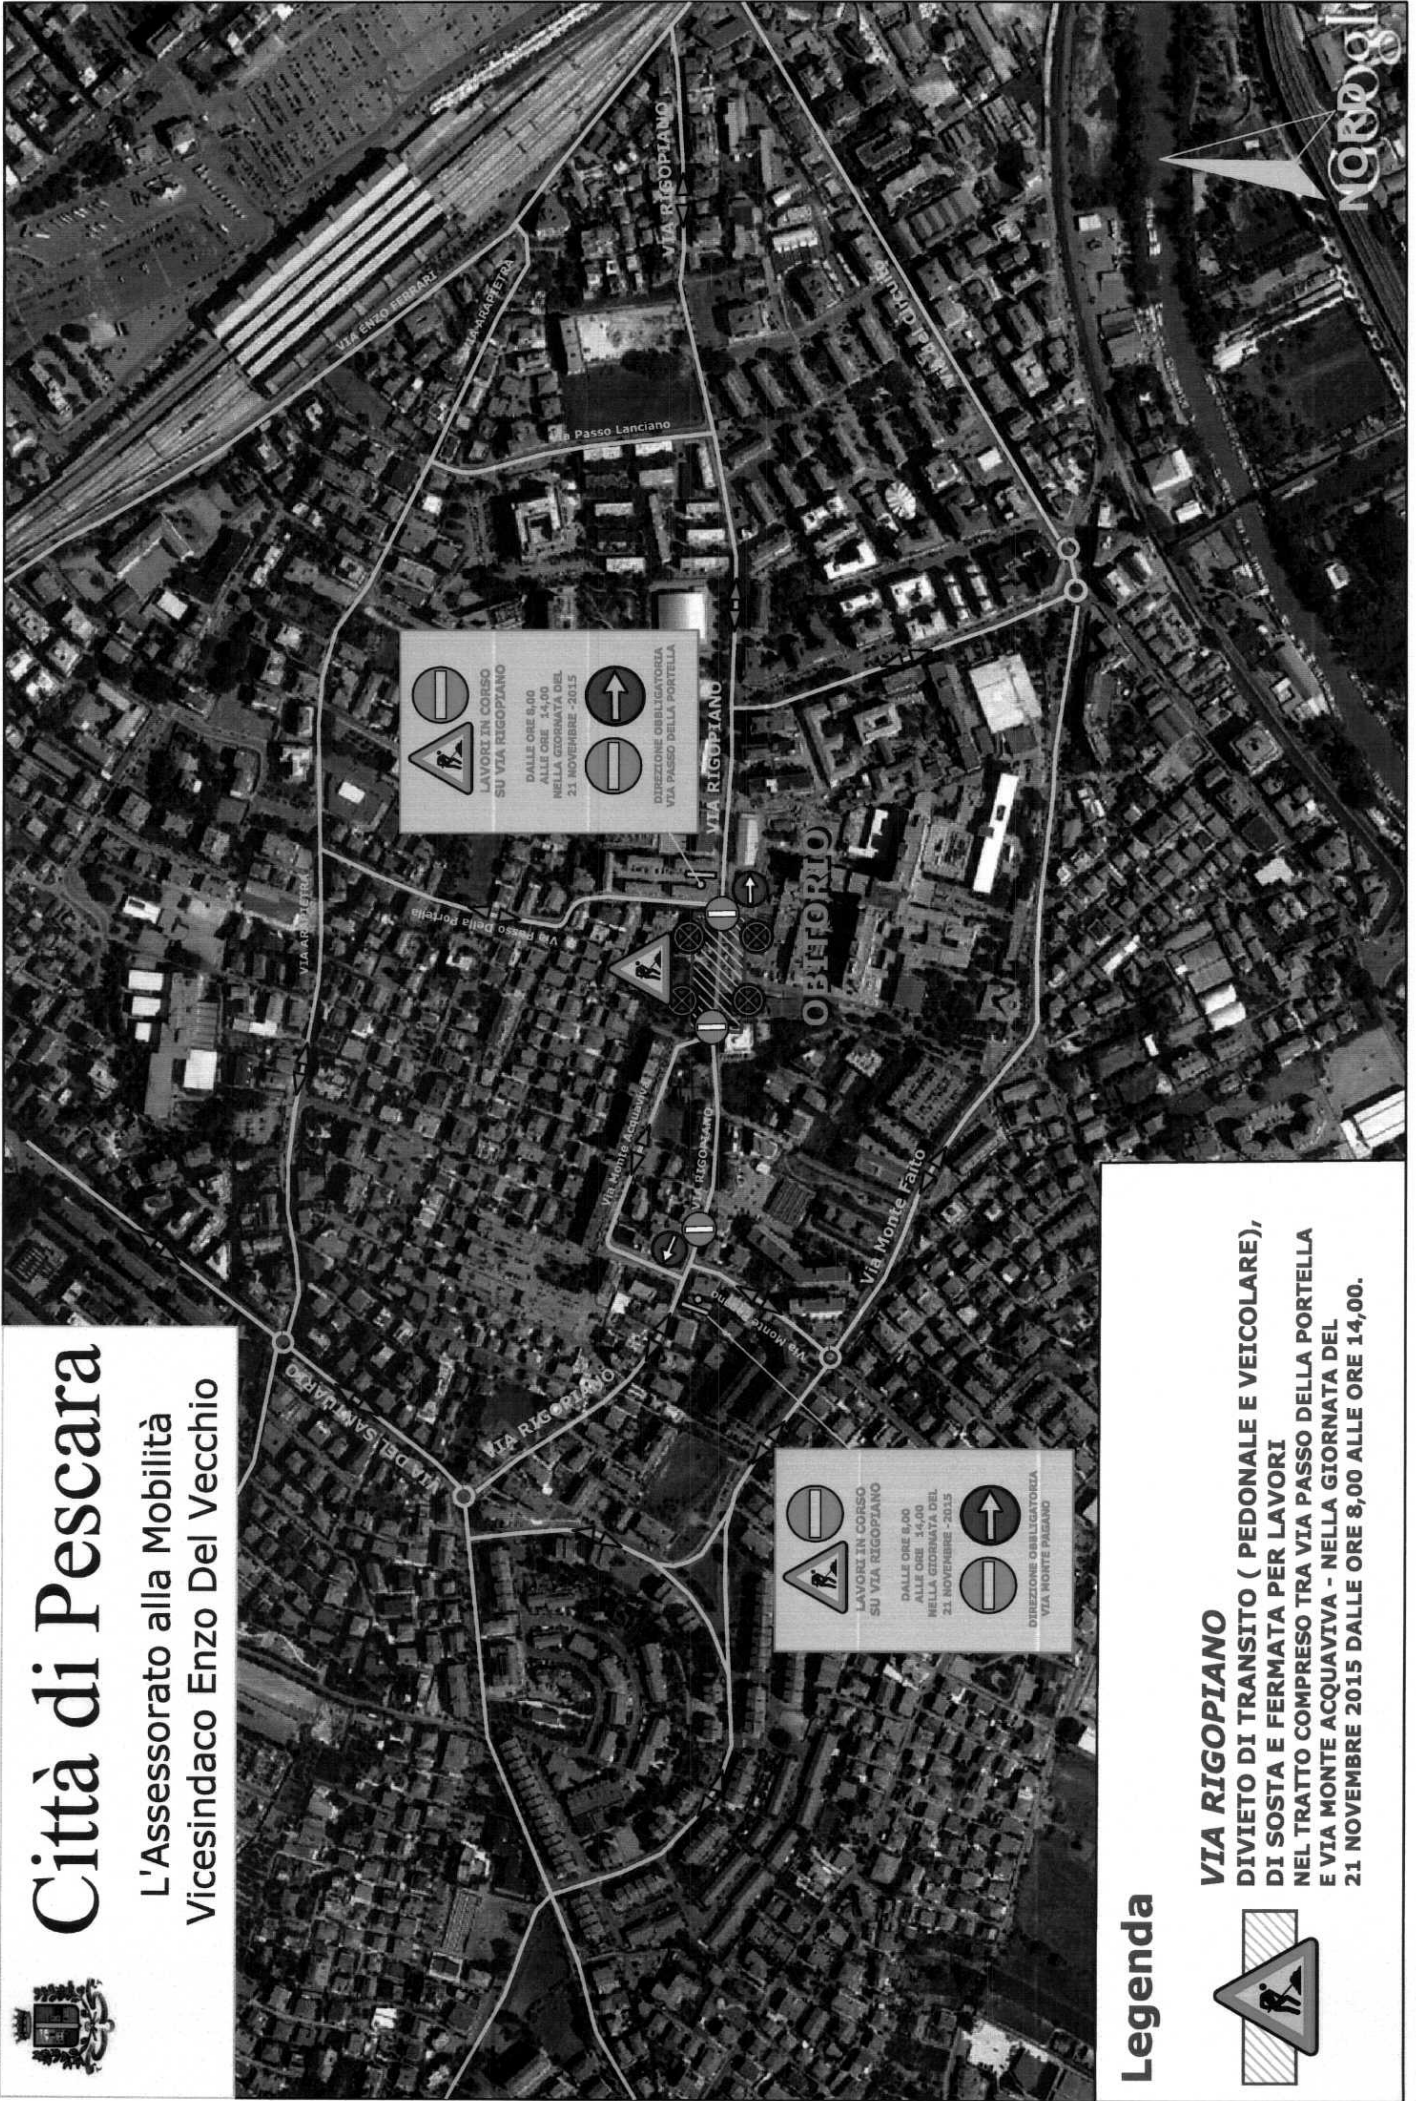 Città di Pescara
L'Assessorato alla Mobilità
Vicesindaco Enzo Del Vecchio
VIA ENZO FERRARI
VIA ARAPIETRA
VIA RIGOPIANO
Via Passo Lanciano
LAVORI IN CORSO
SU VIA RIGOPIANO
DALLE ORE 8,00
ALLE ORE 14,00
NELLA GIORNATA DEL
21 NOVEMBRE -2015
DIREZIONE OBBLIGATORIA
VIA PASSO DELLA PORTELLA
VIA RIGOPIANO
VIA ARAPIETRA
Via Passo Della Portella
OBITORIO
Via Monte Acquaviva
VIA RIGOPIANO
Via Monte Faito
Via Monte
VIA DEL SANTUARIO
VIA RIGOPIANO
LAVORI IN CORSO
SU VIA RIGOPIANO
DALLE ORE 8,00
ALLE ORE 14,00
NELLA GIORNATA DEL
21 NOVEMBRE -2015
DIREZIONE OBBLIGATORIA
VIA MONTE PAGANO
NORD
Legenda
VIA RIGOPIANO
DIVIETO DI TRANSITO ( PEDONALE E VEICOLARE),
DI SOSTA E FERMATA PER LAVORI
NEL TRATTO COMPRESO TRA VIA PASSO DELLA PORTELLA
E VIA MONTE ACQUAVIVA - NELLA GIORNATA DEL
21 NOVEMBRE 2015 DALLE ORE 8,00 ALLE ORE 14,00.